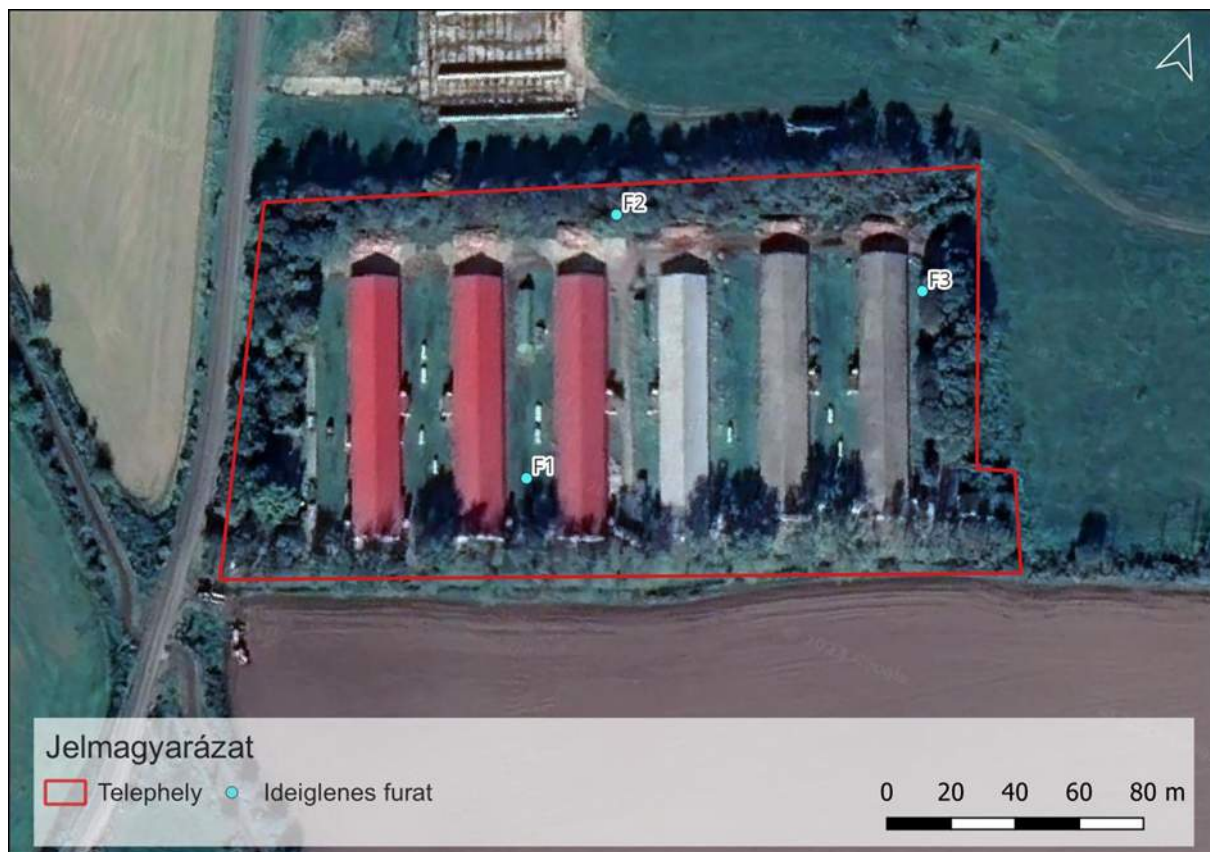 F2
F3
F1
Jelmagyarázat
Telephely
Ideiglenes furat
0 20 40 60 80 m